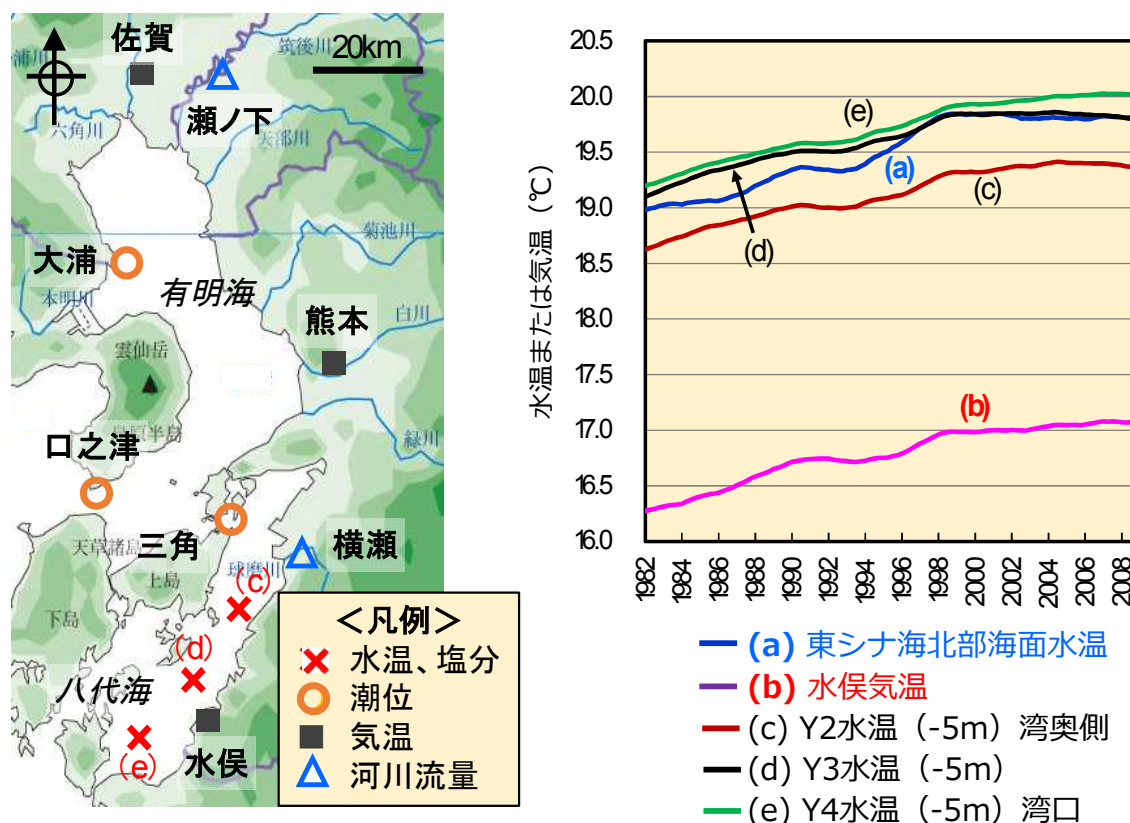 佐賀
20km
筑後川
瀬ノ下
六角川
矢部川
菊池川
大浦
有明海
本明川
熊本
白川
雲仙岳
島原半島
口之津
緑川
三角
横瀬
天草諸島
上島
球磨川
(c)
下島
(d)
八代海
水俣
(e)
<凡例>
水温、塩分
潮位
気温
河川流量
水温または気温（℃）
20.5
20.0
19.5
19.0
18.5
18.0
17.5
17.0
16.5
16.0
(e)
(a)
(c)
(d)
(b)
1982
1984
1986
1988
1990
1992
1994
1996
1998
2000
2002
2004
2006
2008
(a) 東シナ海北部海面水温
(b) 水俣気温
(c) Y2水温（-5m）湾奥側
(d) Y3水温（-5m）
(e) Y4水温（-5m）湾口